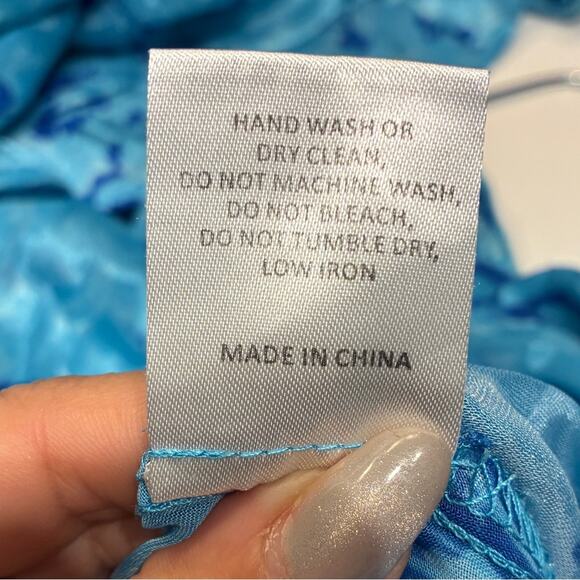 HAND WASH OR
DRY CLEAN,
DO NOT MACHINE WASH,
DO NOT BLEACH,
DO NOT TUMBLE DRY,
LOW IRON
MADE IN CHINA